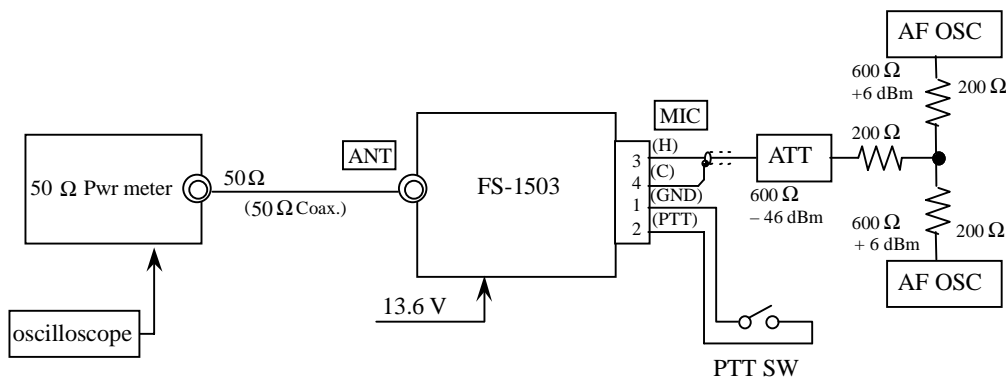 AF OSC
600 Ω
+6 dBm
200 Ω
MIC
200 Ω
ANT
(H)
3
ATT
50 Ω Pwr meter
50Ω
(50Ω Coax.)
FS-1503
(C)
4
(GND)
1
(PTT)
2
600 Ω
– 46 dBm
600 Ω
+ 6 dBm
200 Ω
AF OSC
13.6 V
oscilloscope
PTT SW